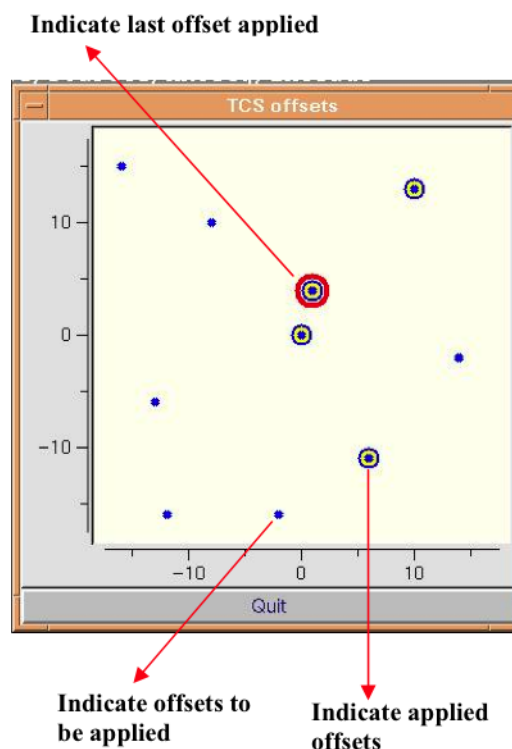 Indicate last offset applied
TCS offsets
10
0
-10
-10 0 10
Quit
Indicate offsets to
be applied
Indicate applied
offsets